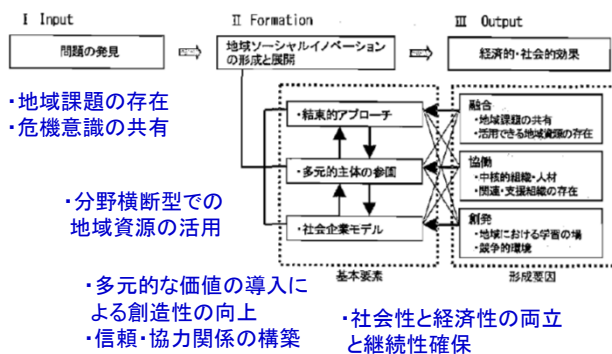 Ⅰ Input
Ⅱ Formation
Ⅲ Output
問題の発見
地域ソーシャルイノベーション
の形成と展開
経済的・社会的効果
・地域課題の存在
・危機意識の共有
・結束的アプローチ
・多元的主体の参画
・社会企業モデル
基本要素
融合
・地域課題の共有
・活用できる地域資源の存在
協働
・中核的組織・人材
・関連・支援組織の存在
創発
・地域における学習の場
・競争的環境
形成要因
・分野横断型での
地域資源の活用
・多元的な価値の導入に
よる創造性の向上
・信頼・協力関係の構築
・社会性と経済性の両立
と継続性確保